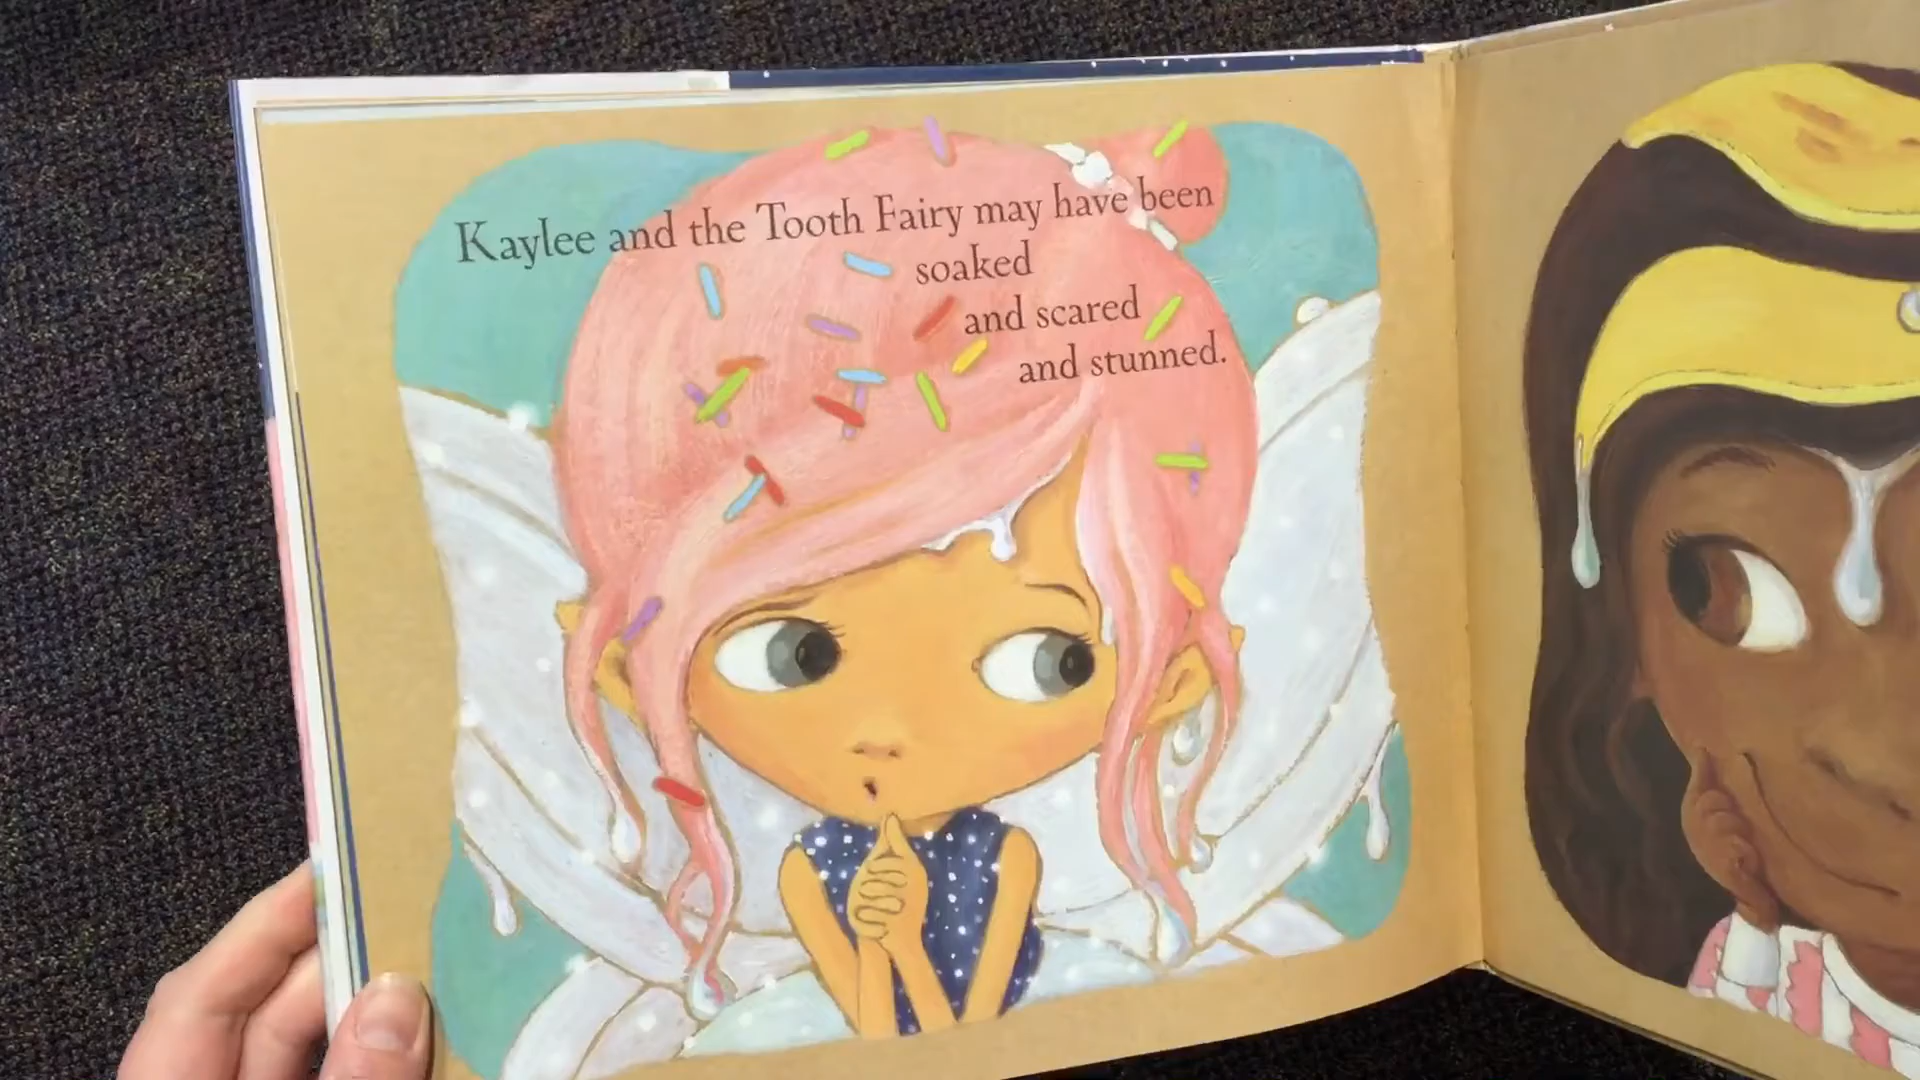 Kaylee and the Tooth Fairy may have been
soaked
and scared
and stunned.